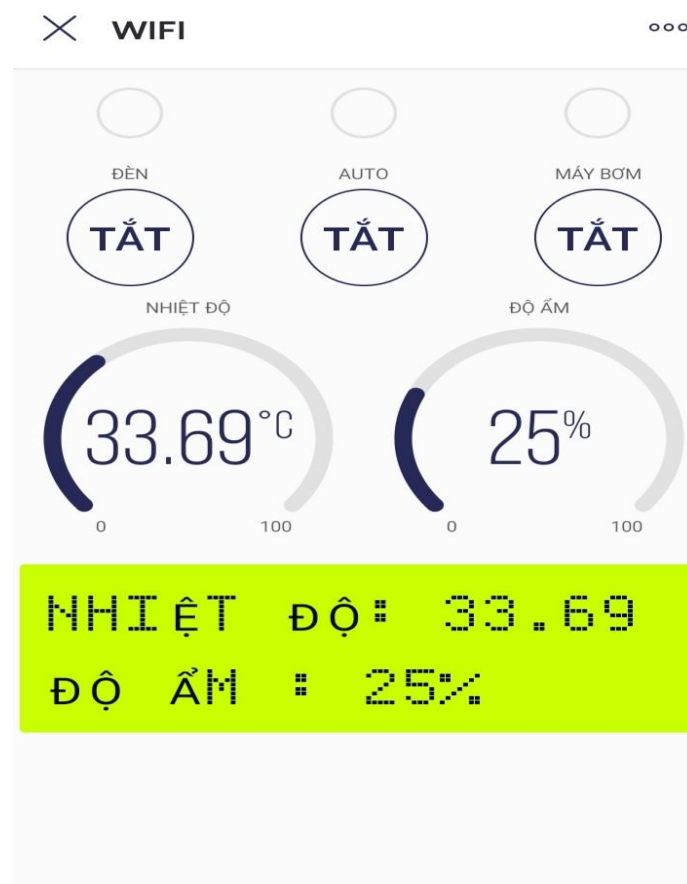 WIFI
ĐÈN AUTO MÁY BƠM
TẮT TẮT TẮT
NHIỆT ĐỘ ĐỘ ẨM
33.69°C 25%
0 100 0 100
NHIỆT ĐỘ: 33.69
ĐỘ ẨM : 25%